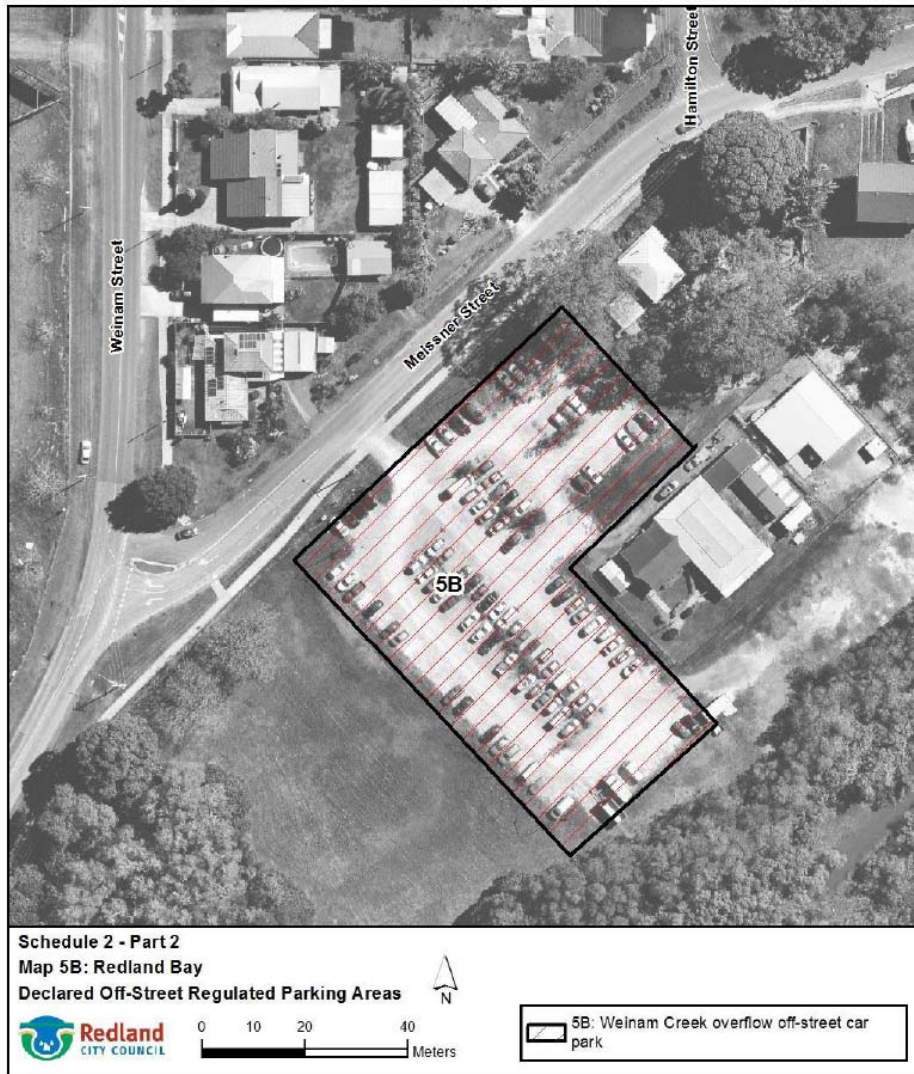 Hamilton Street
Weinam Street
Meissner Street
5B
Schedule 2 - Part 2
Map 5B: Redland Bay
Declared Off-Street Regulated Parking Areas
N
Redland
CITY COUNCIL
0 10 20 40
Meters
5B: Weinam Creek overflow off-street car
park